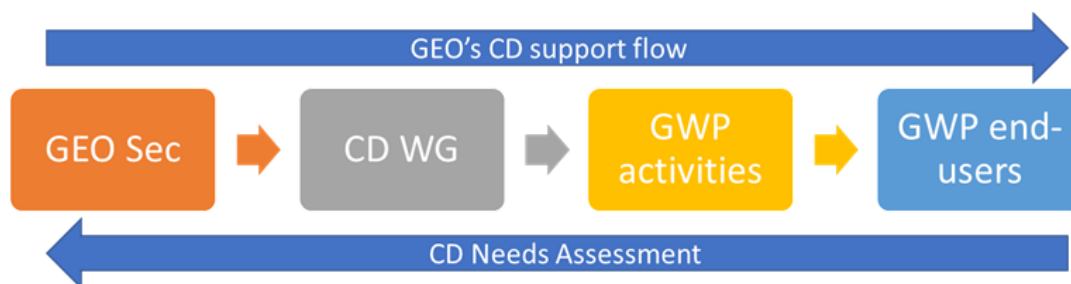 GEO’s CD support flow
GEO Sec
CD WG
GWP
activities
GWP end-
users
CD Needs Assessment